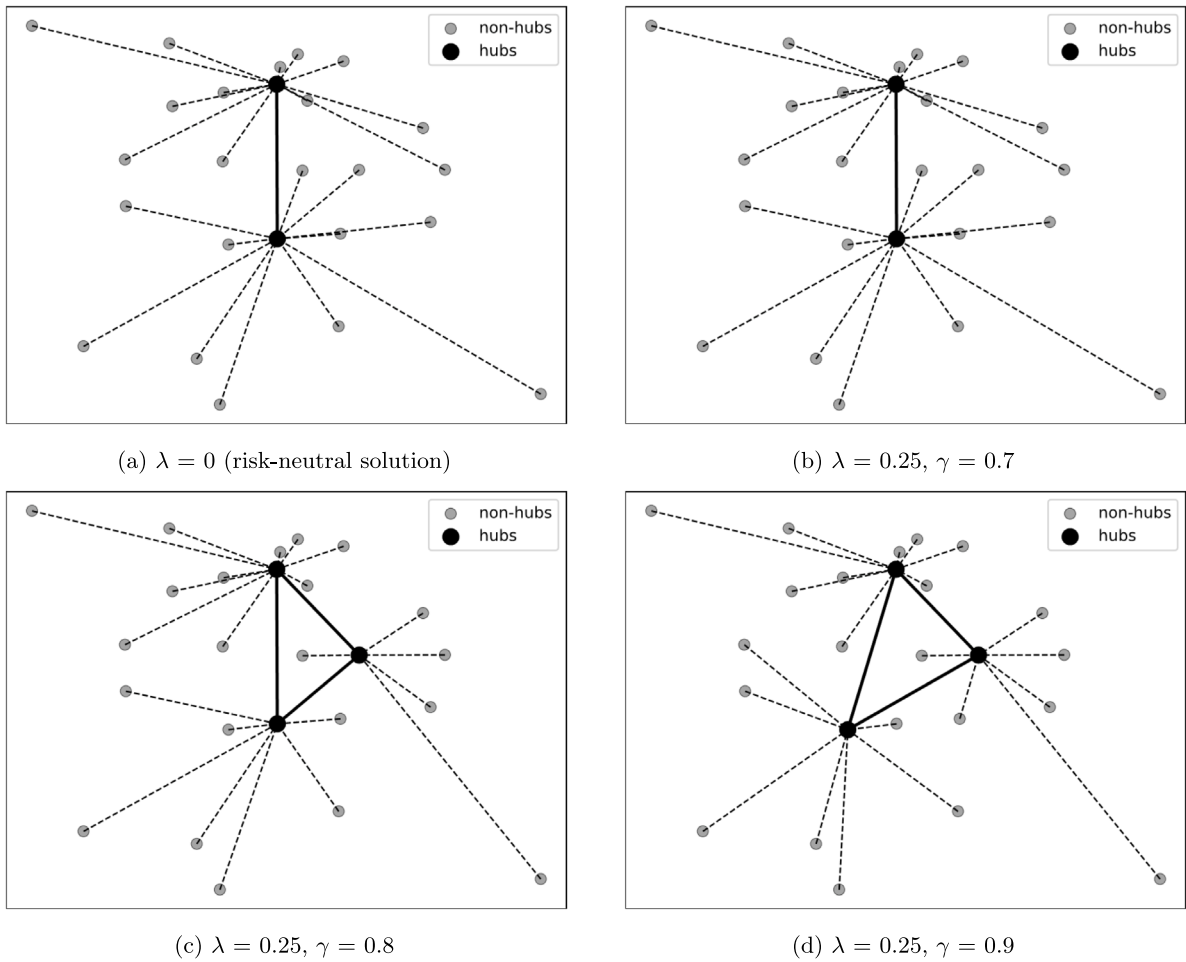 non-hubs
hubs
non-hubs
hubs
(a) λ = 0 (risk-neutral solution)
(b) λ = 0.25, γ = 0.7
non-hubs
hubs
non-hubs
hubs
(c) λ = 0.25, γ = 0.8
(d) λ = 0.25, γ = 0.9